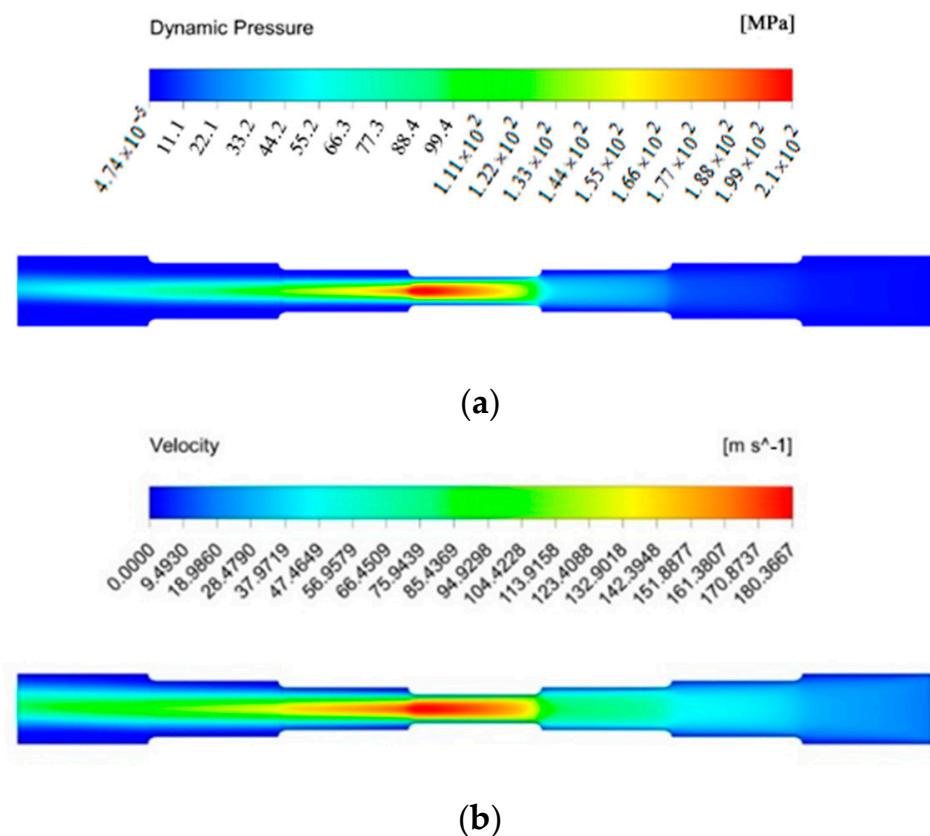 Dynamic Pressure [MPa]
4.74×10⁻⁵ 11.1 22.1 33.2 44.2 55.2 66.3 77.3 88.4 99.4 1.11×10² 1.22×10² 1.33×10² 1.44×10² 1.55×10² 1.66×10² 1.77×10² 1.88×10² 1.99×10² 2.1×10²
(a)
Velocity [m s^-1]
0.0000 9.4930 18.9860 28.4790 37.9719 47.4649 56.9579 66.4509 75.9439 85.4369 94.9298 104.4228 113.9158 123.4088 132.9018 142.3948 151.8877 161.3807 170.8737 180.3667
(b)